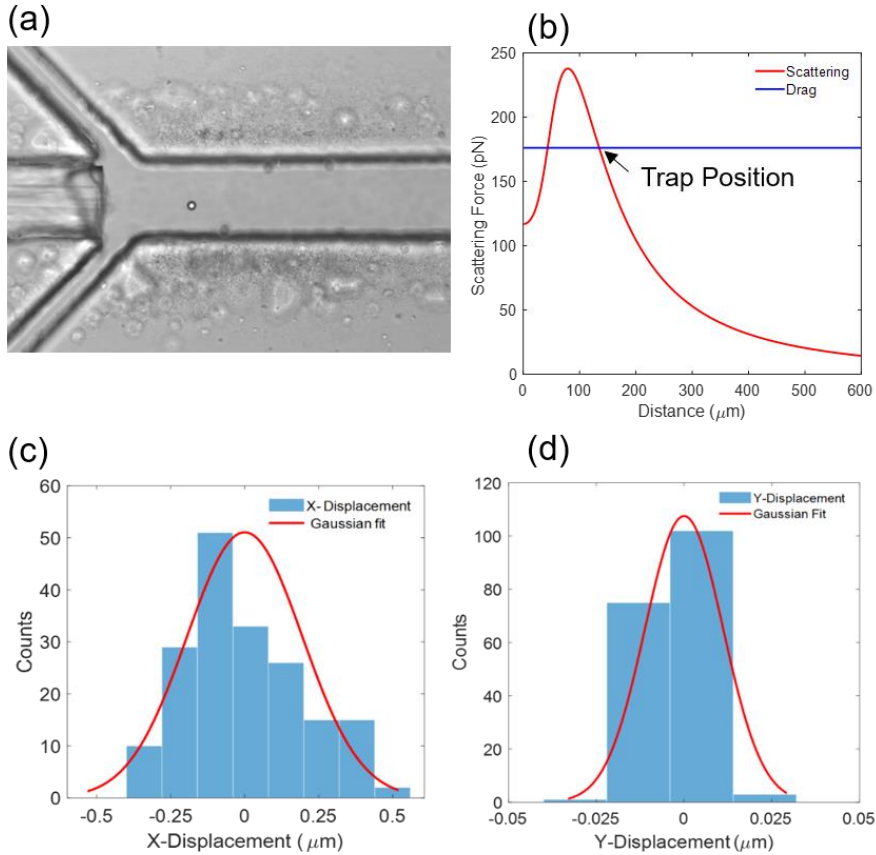 (a)
(b)
250
200
150
100
50
0
Scattering Force (pN)
Scattering
Drag
Trap Position
0 100 200 300 400 500 600
Distance (μm)
(c)
60
50
40
30
20
10
0
Counts
X- Displacement
Gaussian fit
-0.5 -0.25 0 0.25 0.5
X-Displacement ( μm)
(d)
120
100
80
60
40
20
0
Counts
Y-Displacement
Gaussian Fit
-0.05 -0.025 0 0.025 0.05
Y-Displacement (μm)